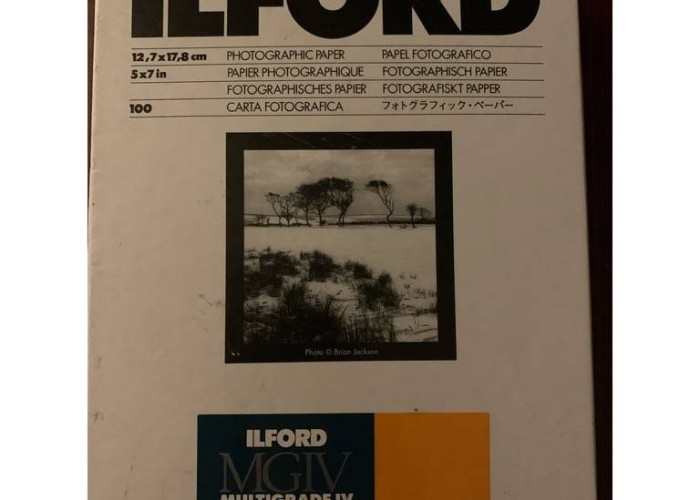 ILFORD
12,7x17,8 cm PHOTOGRAPHIC PAPER PAPEL FOTOGRAFICO
5x7 in PAPIER PHOTOGRAPHIQUE FOTOGRAFISCH PAPIER
FOTOGRAPHISCHES PAPIER FOTOGRAFISKT PAPPER
100 CARTA FOTOGRAFICA フォトグラフィック・ペーパー
Photo © Brian Jackson
ILFORD
MGIV
MULTIGRADE IV